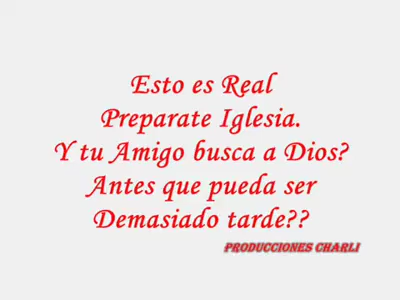 Esto es Real
Preparate Iglesia.
Y tu Amigo busca a Dios?
Antes que pueda ser
Demasiado tarde??
PRODUCCIONES CHARLI